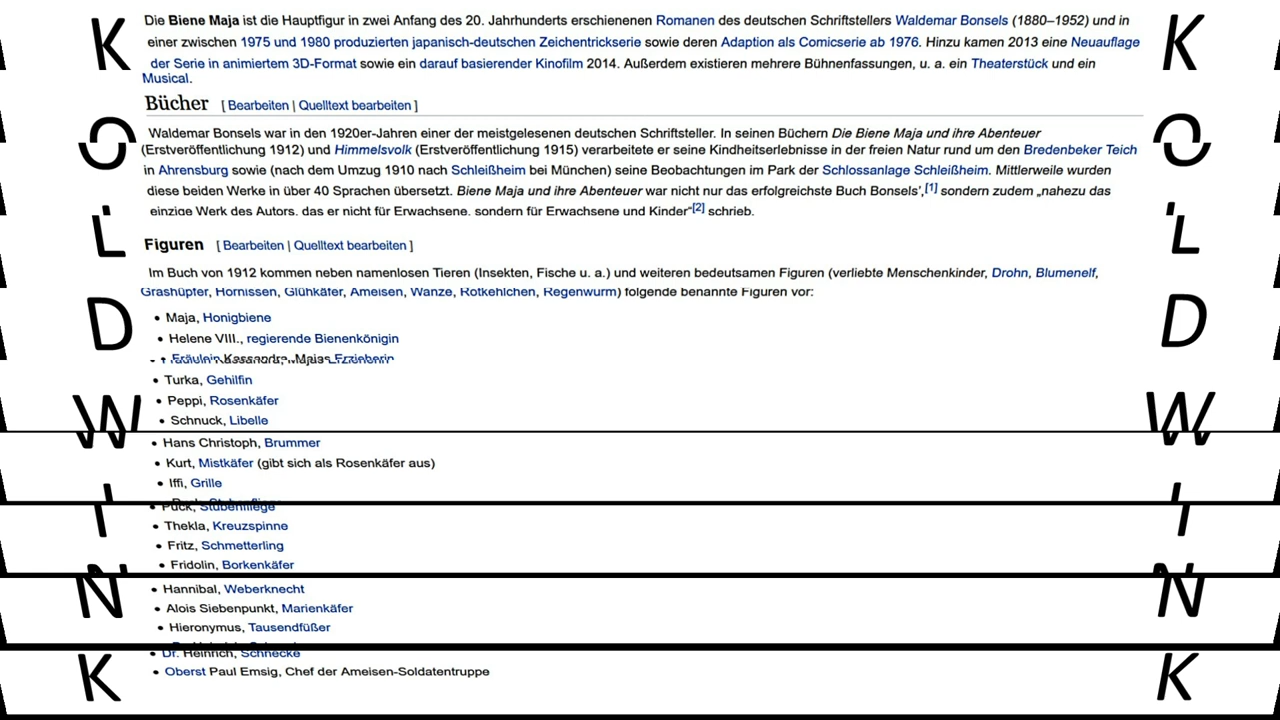 K
O
L
D
W
I
N
K
Die Biene Maja ist die Hauptfigur in zwei Anfang des 20. Jahrhunderts erschienenen Romanen des deutschen Schriftstellers Waldemar Bonsels (1880–1952) und in
einer zwischen 1975 und 1980 produzierten japanisch-deutschen Zeichentrickserie sowie deren Adaption als Comicserie ab 1976. Hinzu kamen 2013 eine Neuauflage
der Serie in animiertem 3D-Format sowie ein darauf basierender Kinofilm 2014. Außerdem existieren mehrere Bühnenfassungen, u. a. ein Theaterstück und ein
Musical.
Bücher [ Bearbeiten | Quelltext bearbeiten ]
Waldemar Bonsels war in den 1920er-Jahren einer der meistgelesenen deutschen Schriftsteller. In seinen Büchern Die Biene Maja und ihre Abenteuer
(Erstveröffentlichung 1912) und Himmelsvolk (Erstveröffentlichung 1915) verarbeitete er seine Kindheitserlebnisse in der freien Natur rund um den Bredenbeker Teich
in Ahrensburg sowie (nach dem Umzug 1910 nach Schleißheim bei München) seine Beobachtungen im Park der Schlossanlage Schleißheim. Mittlerweile wurden
diese beiden Werke in über 40 Sprachen übersetzt. Biene Maja und ihre Abenteuer war nicht nur das erfolgreichste Buch Bonsels',[1] sondern zudem „nahezu das
einzige Werk des Autors, das er nicht für Erwachsene, sondern für Erwachsene und Kinder“[2] schrieb.
Figuren [ Bearbeiten | Quelltext bearbeiten ]
Im Buch von 1912 kommen neben namenlosen Tieren (Insekten, Fische u. a.) und weiteren bedeutsamen Figuren (verliebte Menschenkinder, Drohn, Blumenelf,
Grashüpfer, Hornissen, Glühkäfer, Ameisen, Wanze, Rotkehlchen, Regenwurm) folgende benannte Figuren vor:
• Maja, Honigbiene
• Helene VIII., regierende Bienenkönigin
• Fräulein Kassandra, Majas Erzieherin
• Turka, Gehilfin
• Peppi, Rosenkäfer
• Schnuck, Libelle
• Hans Christoph, Brummer
• Kurt, Mistkäfer (gibt sich als Rosenkäfer aus)
• Iffi, Grille
• Puck, Stubenfliege
• Thekla, Kreuzspinne
• Fritz, Schmetterling
• Fridolin, Borkenkäfer
• Hannibal, Weberknecht
• Alois Siebenpunkt, Marienkäfer
• Hieronymus, Tausendfüßer
• Dr. Heinrich, Schnecke
• Oberst Paul Emsig, Chef der Ameisen-Soldatentruppe
K
O
L
D
W
I
N
K